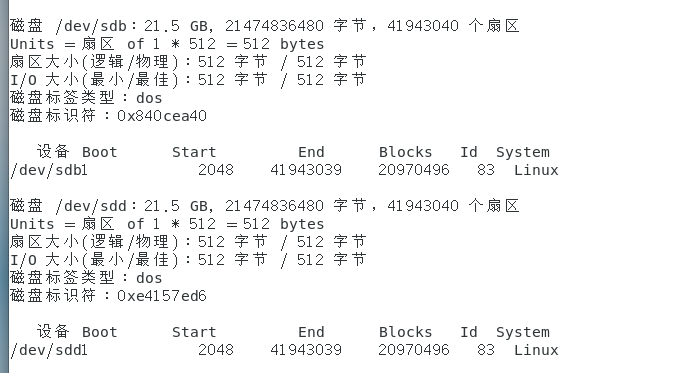 磁盘 /dev/sdb：21.5 GB, 21474836480 字节，41943040 个扇区
Units = 扇区 of 1 * 512 = 512 bytes
扇区大小(逻辑/物理)：512 字节 / 512 字节
I/O 大小(最小/最佳)：512 字节 / 512 字节
磁盘标签类型：dos
磁盘标识符：0x840cea40
设备 Boot Start End Blocks Id System
/dev/sdb1 2048 41943039 20970496 83 Linux
磁盘 /dev/sdd：21.5 GB, 21474836480 字节，41943040 个扇区
Units = 扇区 of 1 * 512 = 512 bytes
扇区大小(逻辑/物理)：512 字节 / 512 字节
I/O 大小(最小/最佳)：512 字节 / 512 字节
磁盘标签类型：dos
磁盘标识符：0xe4157ed6
设备 Boot Start End Blocks Id System
/dev/sdd1 2048 41943039 20970496 83 Linux